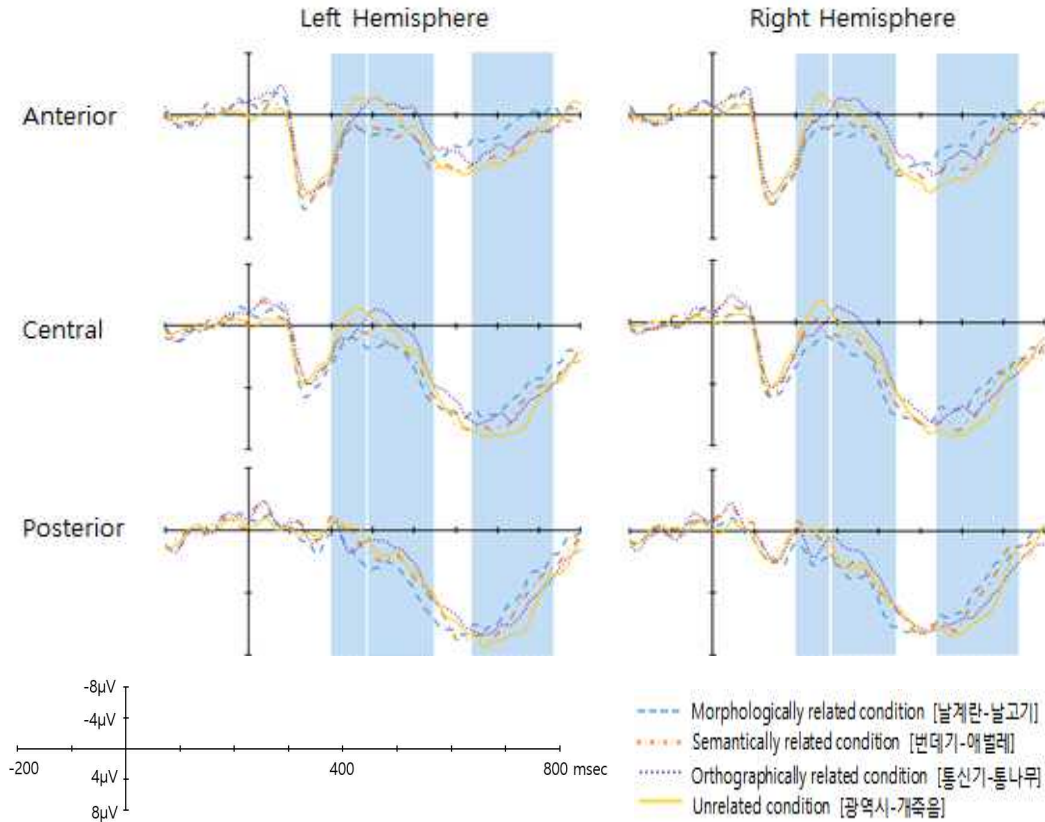 Left Hemisphere
Right Hemisphere
Anterior
Central
Posterior
-8µV
-4µV
-200
400
800 msec
4µV
8µV
Morphologically related condition [날계란-날고기]
Semantically related condition [번데기-애벌레]
Orthographically related condition [통신기-통나무]
Unrelated condition [광역시-개죽음]